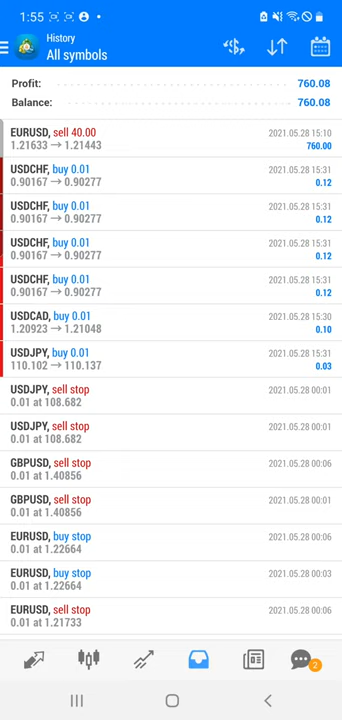 1:55
History
All symbols
Profit: 760.08
Balance: 760.08
EURUSD, sell 40.00 2021.05.28 15:10
1.21633 → 1.21443 760.00
USDCHF, buy 0.01 2021.05.28 15:31
0.90167 → 0.90277 0.12
USDCHF, buy 0.01 2021.05.28 15:31
0.90167 → 0.90277 0.12
USDCHF, buy 0.01 2021.05.28 15:31
0.90167 → 0.90277 0.12
USDCHF, buy 0.01 2021.05.28 15:31
0.90167 → 0.90277 0.12
USDCAD, buy 0.01 2021.05.28 15:30
1.20923 → 1.21048 0.10
USDJPY, buy 0.01 2021.05.28 15:31
110.102 → 110.137 0.03
USDJPY, sell stop 2021.05.28 00:01
0.01 at 108.682
USDJPY, sell stop 2021.05.28 00:01
0.01 at 108.682
GBPUSD, sell stop 2021.05.28 00:06
0.01 at 1.40856
GBPUSD, sell stop 2021.05.28 00:01
0.01 at 1.40856
EURUSD, buy stop 2021.05.28 00:06
0.01 at 1.22664
EURUSD, buy stop 2021.05.28 00:03
0.01 at 1.22664
EURUSD, sell stop 2021.05.28 00:06
0.01 at 1.21733
2